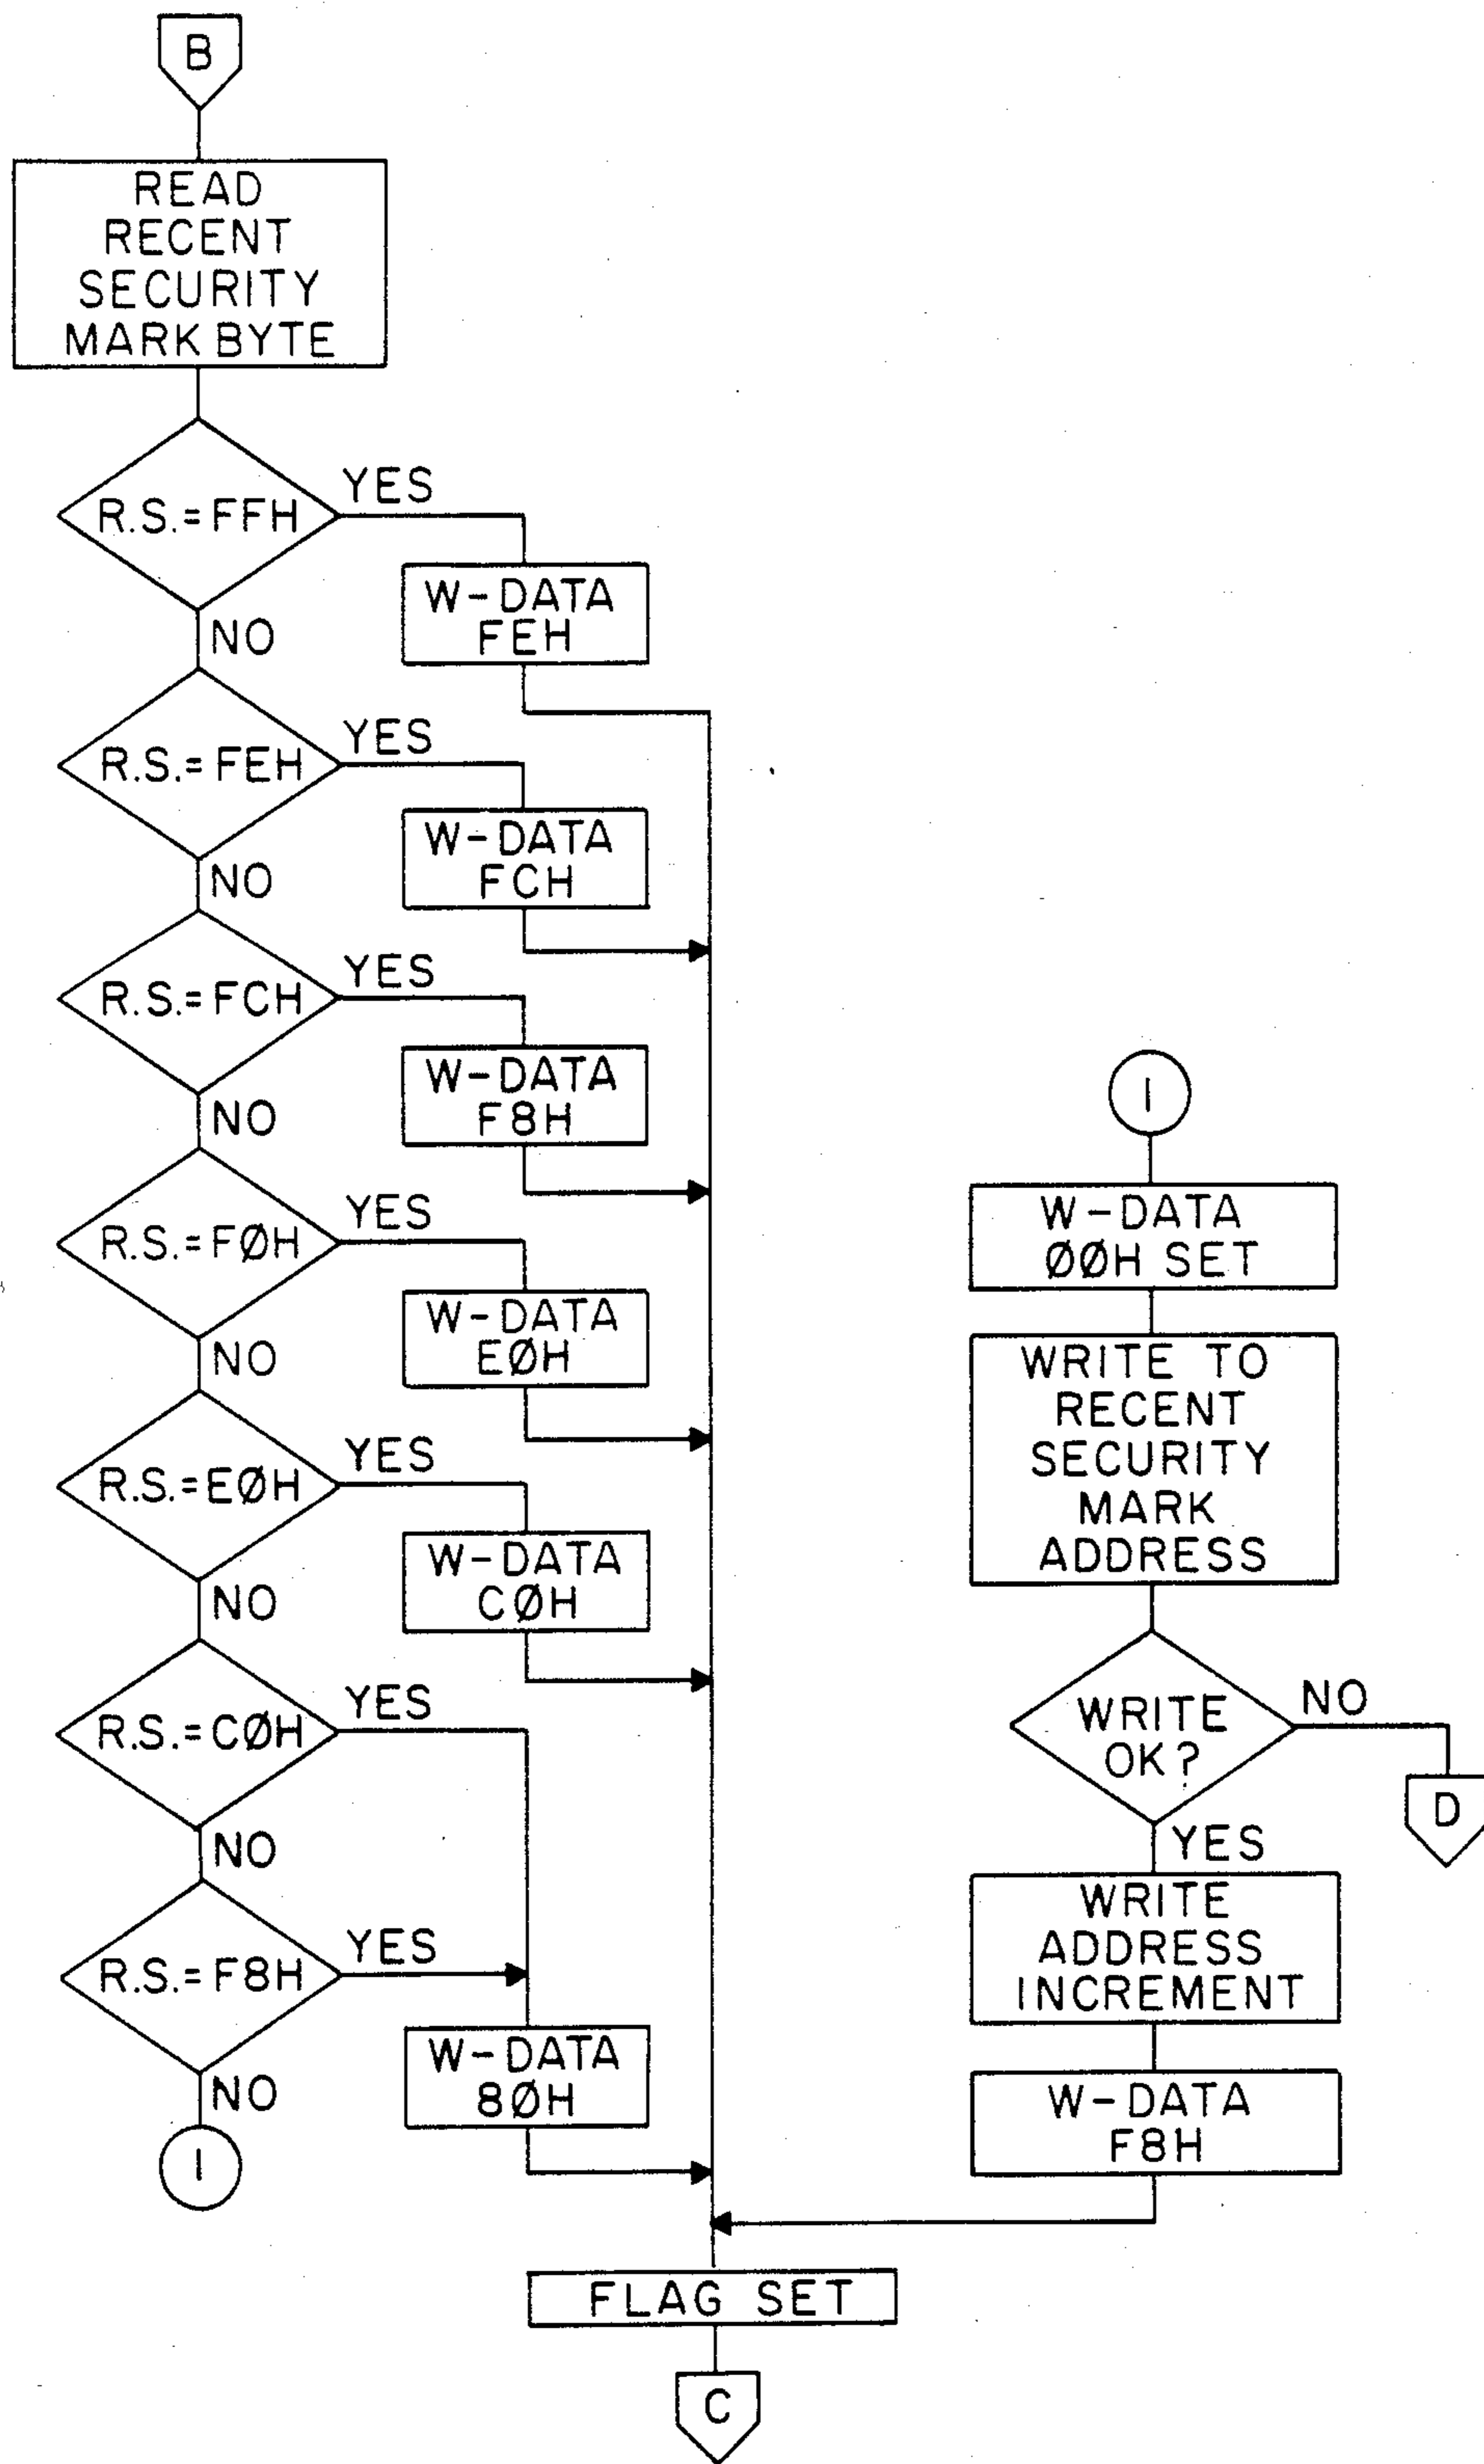 B
READ
RECENT
SECURITY
MARK BYTE
R.S.=FFH
YES
W-DATA
FEH
NO
R.S.=FEH
YES
W-DATA
FCH
NO
R.S.=FCH
YES
W-DATA
F8H
NO
R.S.=FØH
YES
W-DATA
EØH
NO
R.S.=EØH
YES
W-DATA
CØH
NO
R.S.=CØH
YES
NO
R.S.=F8H
YES
W-DATA
8ØH
NO
I
I
W-DATA
ØØH SET
WRITE TO
RECENT
SECURITY
MARK
ADDRESS
WRITE
OK?
NO
D
YES
WRITE
ADDRESS
INCREMENT
W-DATA
F8H
FLAG SET
C